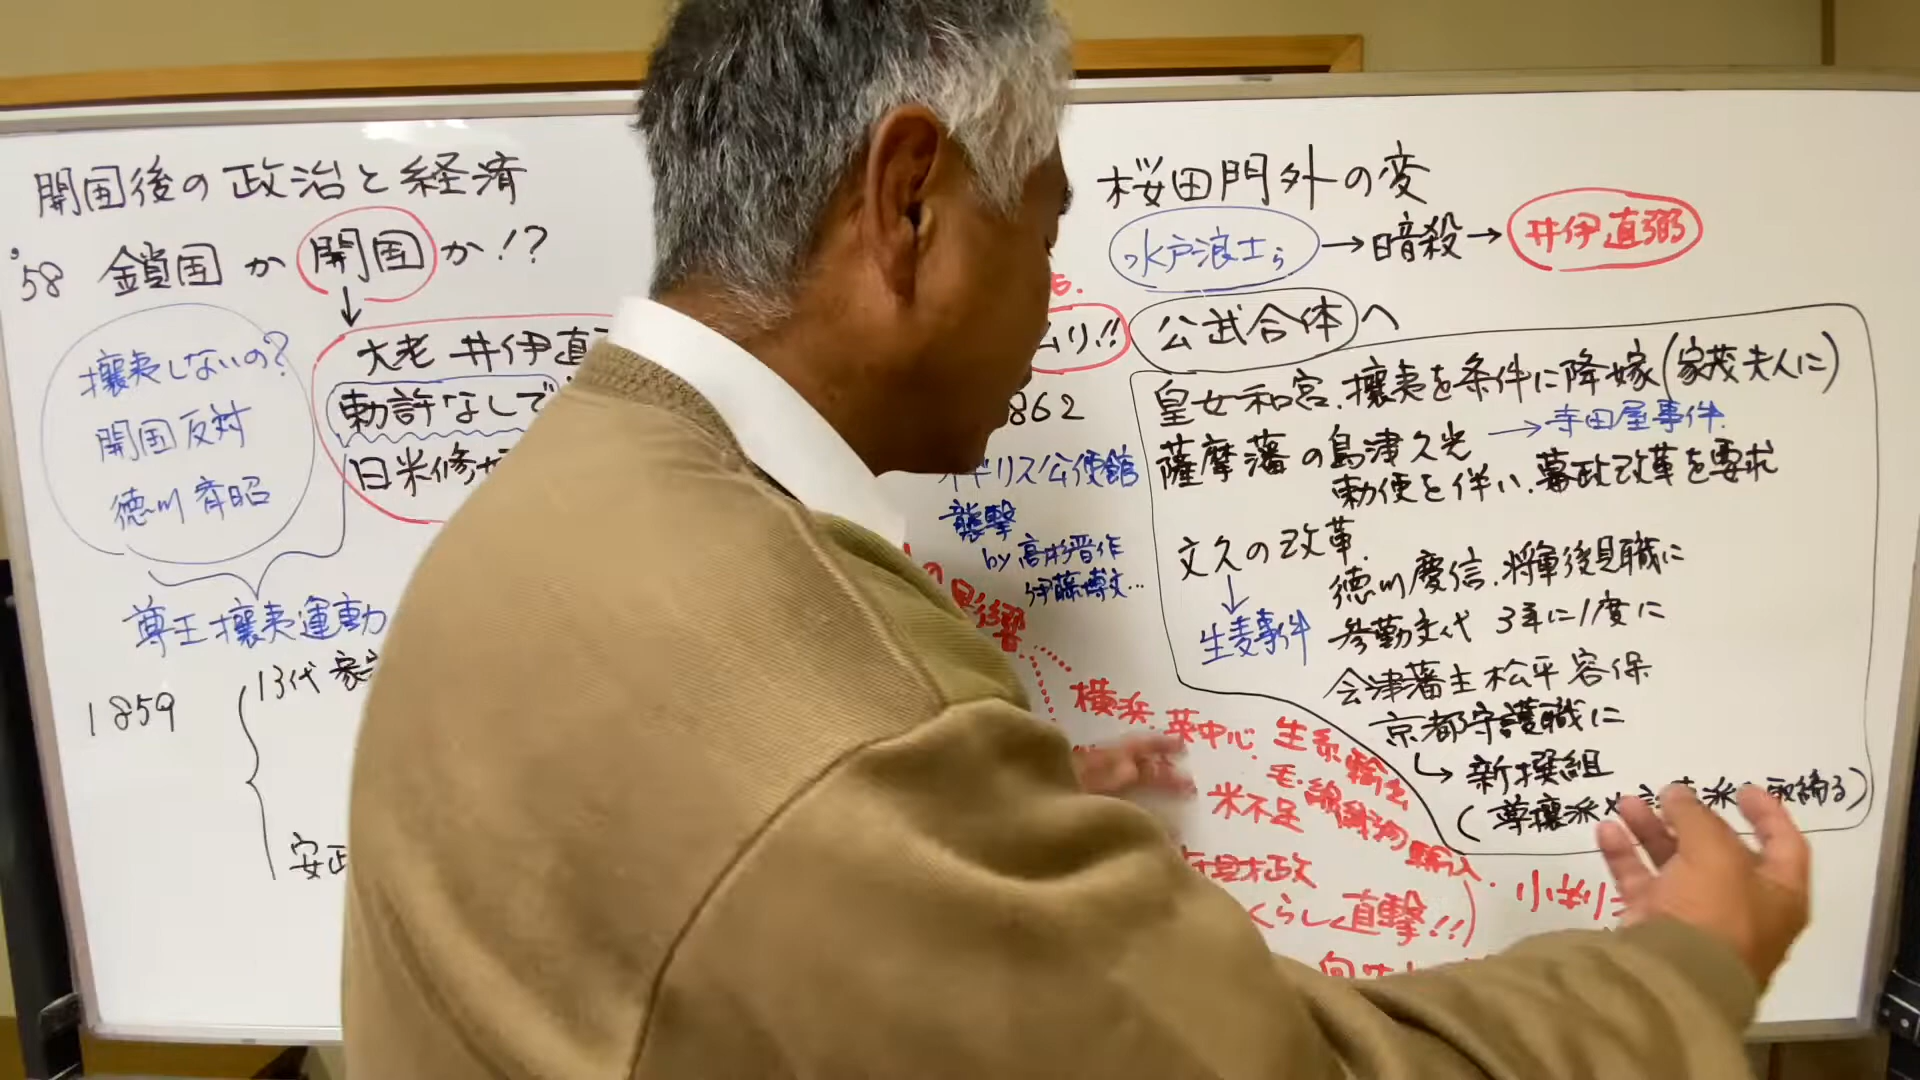 開国後の政治と経済
'58 鎖国か開国か!?
攘夷しないの?
開国反対
徳川斉昭
大老 井伊直
勅許なしで
日米修
尊王攘夷運動
1859
13代 家
安政
桜田門外の変
水戸浪士ら→暗殺→井伊直弼
ムリ!!
公武合体へ
862
皇女和宮、攘夷を条件に降嫁(家茂夫人に)
薩摩藩の島津久光→寺田屋事件
勅使を伴い、幕政改革を要求
文久の改革
徳川慶信、将軍後見職に
↓
生麦事件
参勤交代 3年に1度に
会津藩主松平容保
京都守護職に
↳新撰組
(尊攘派や
取締る)
イギリス公使館
襲撃
by 高杉晋作
伊藤博文…
の影響
横浜、英中心、生糸輸出
毛・綿織物輸入
米不足
くらし直撃!!)
小判